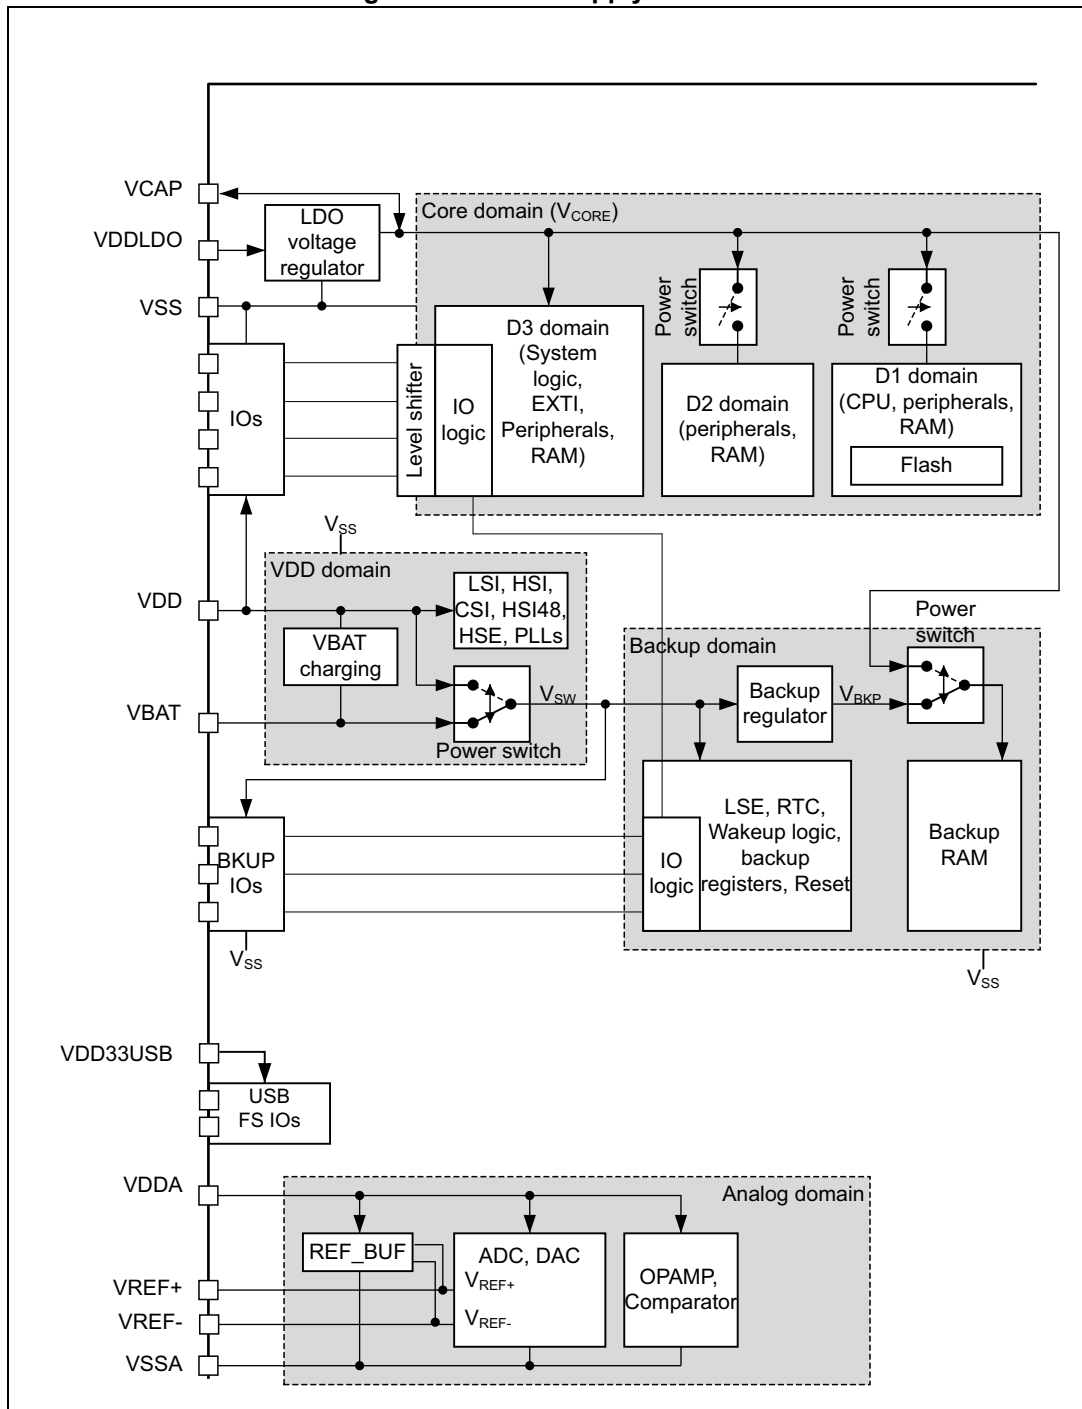 VCAP
VDDLDO
VSS
LDO
voltage
regulator
Core domain (VCORE)
Power
switch
Power
switch
IOs
Level shifter
IO
logic
D3 domain
(System
logic,
EXTI,
Peripherals,
RAM)
D2 domain
(peripherals,
RAM)
D1 domain
(CPU, peripherals,
RAM)
Flash
VSS
VDD domain
VDD
LSI, HSI,
CSI, HSI48,
HSE, PLLs
VBAT
charging
VBAT
VSW
Power switch
Backup domain
Power
switch
Backup
regulator
VBKP
LSE, RTC,
Wakeup logic,
backup
registers, Reset
IO
logic
Backup
RAM
BKUP
IOs
VSS
VSS
VDD33USB
USB
FS IOs
VDDA
Analog domain
REF_BUF
ADC, DAC
VREF+
VREF-
OPAMP,
Comparator
VREF+
VREF-
VSSA